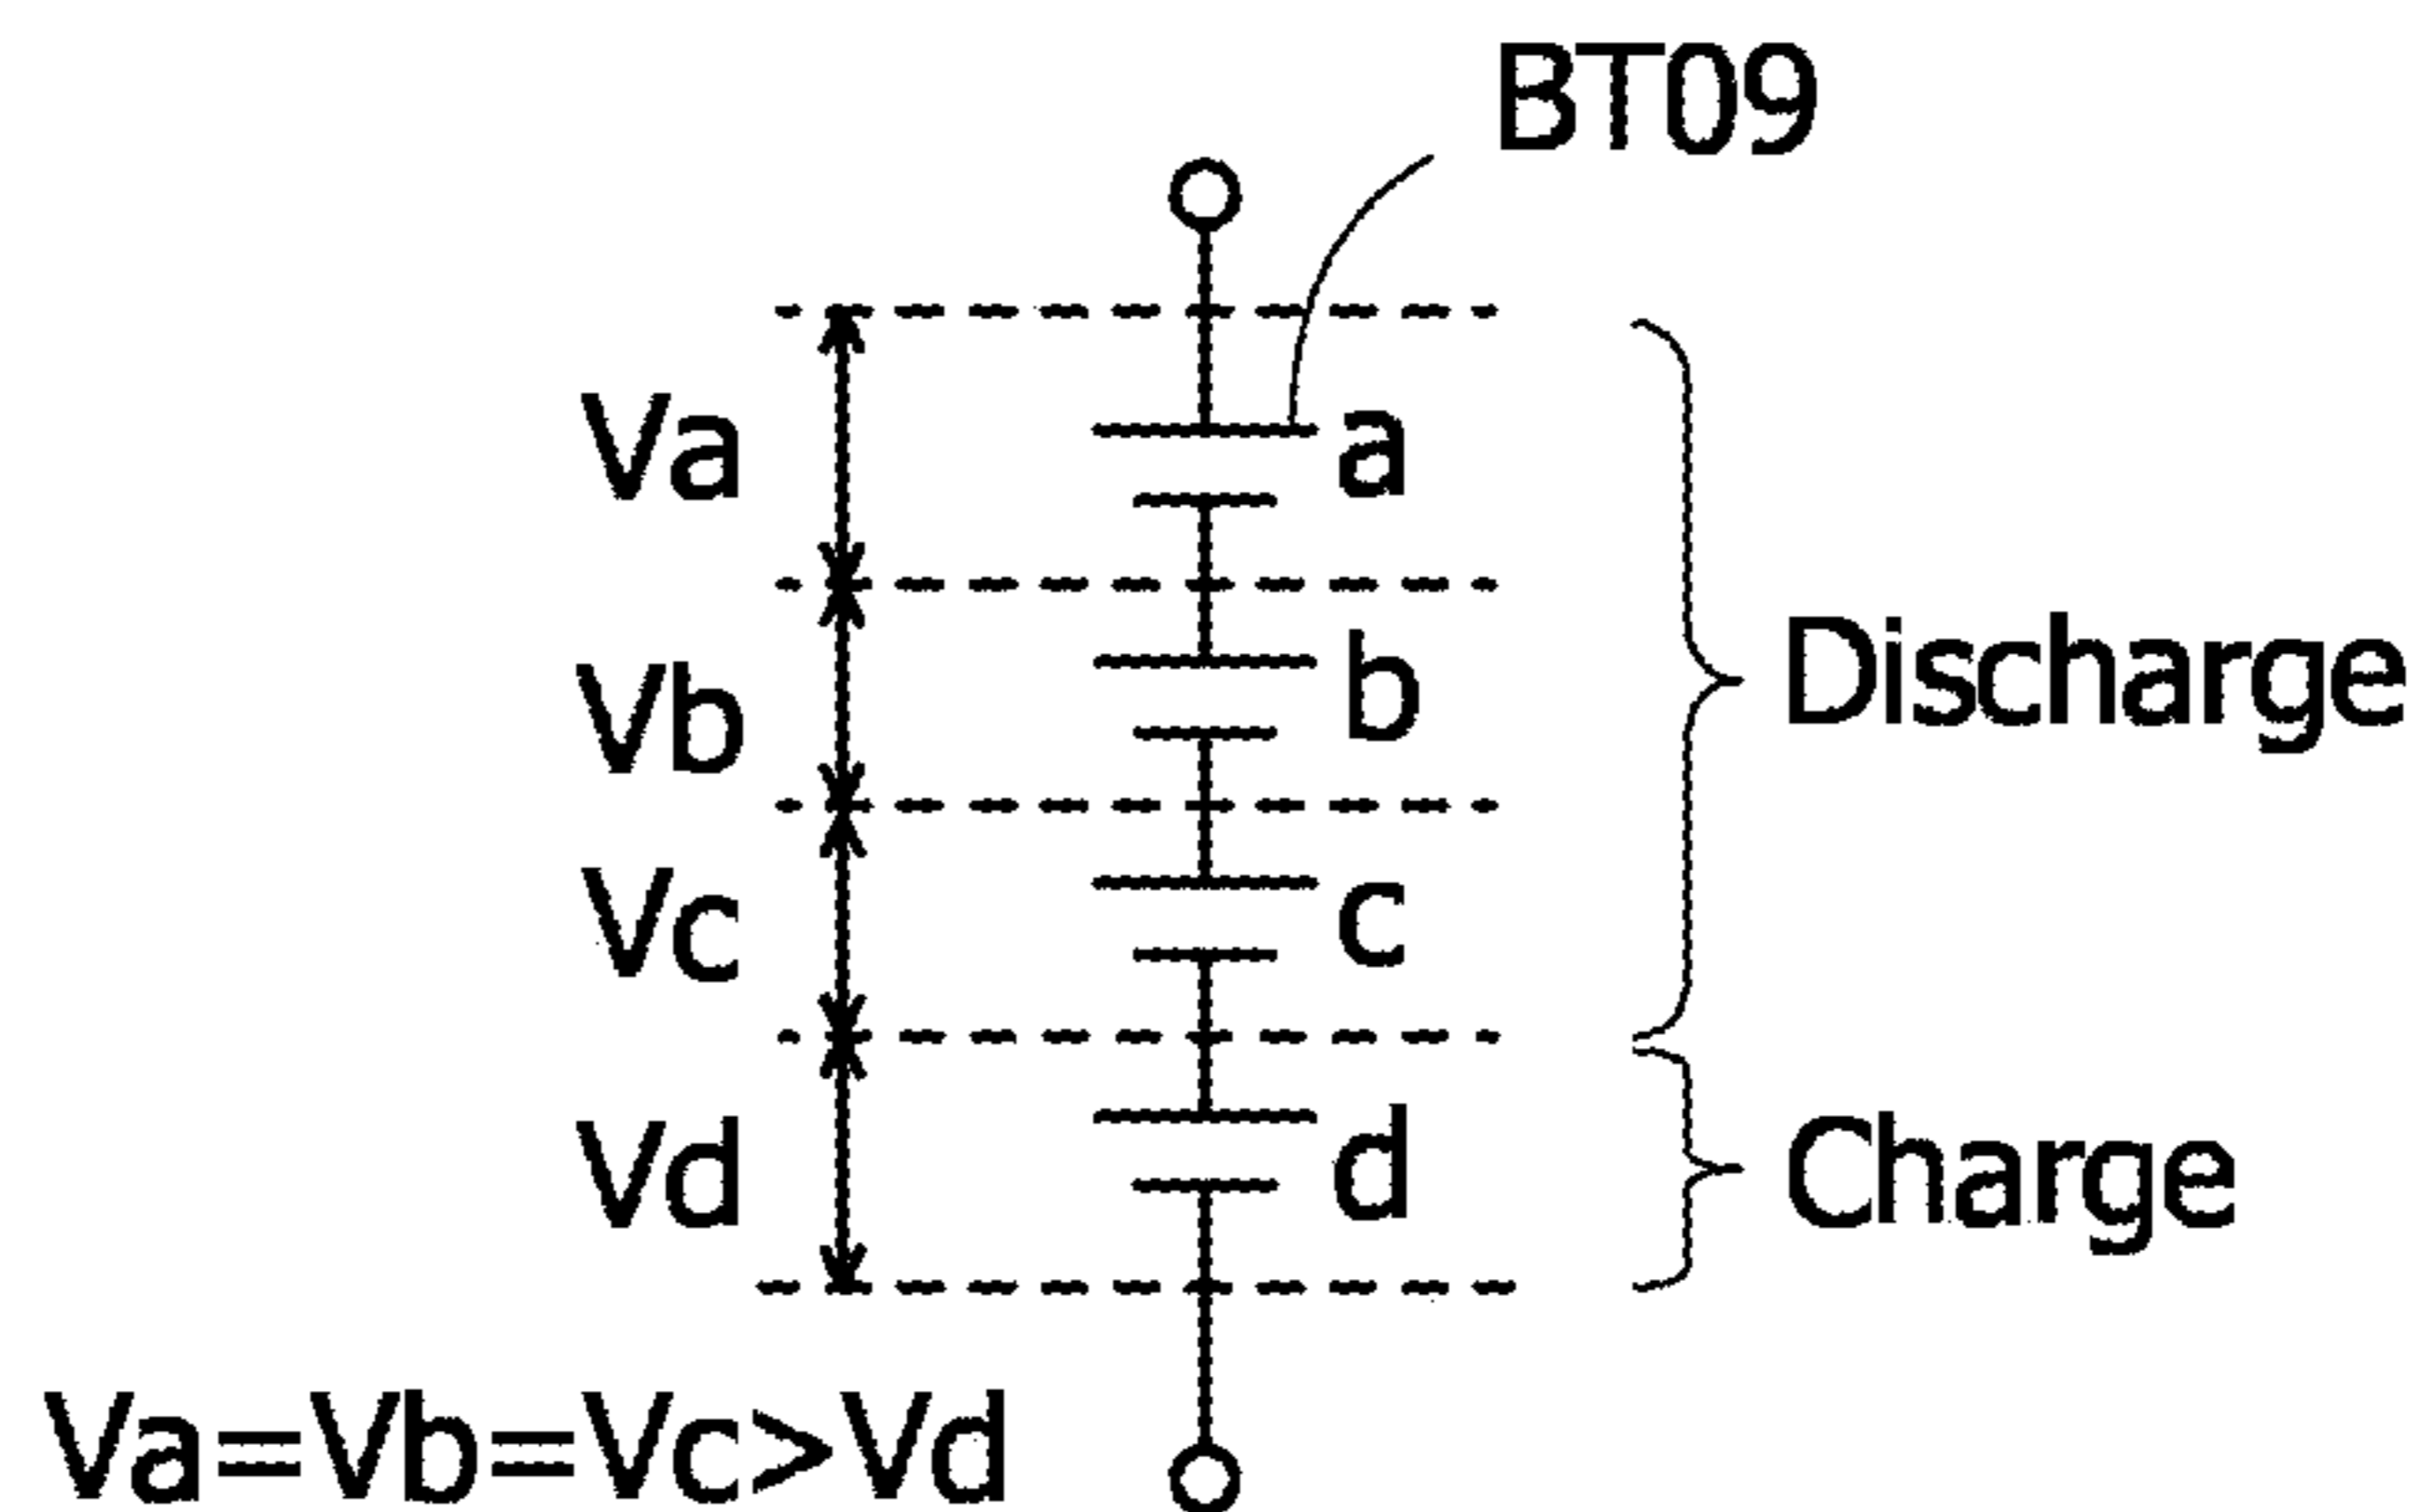 BT09
Va
a
Vb
b
Discharge
Vc
c
Vd
d
Charge
Va=Vb=Vc>Vd